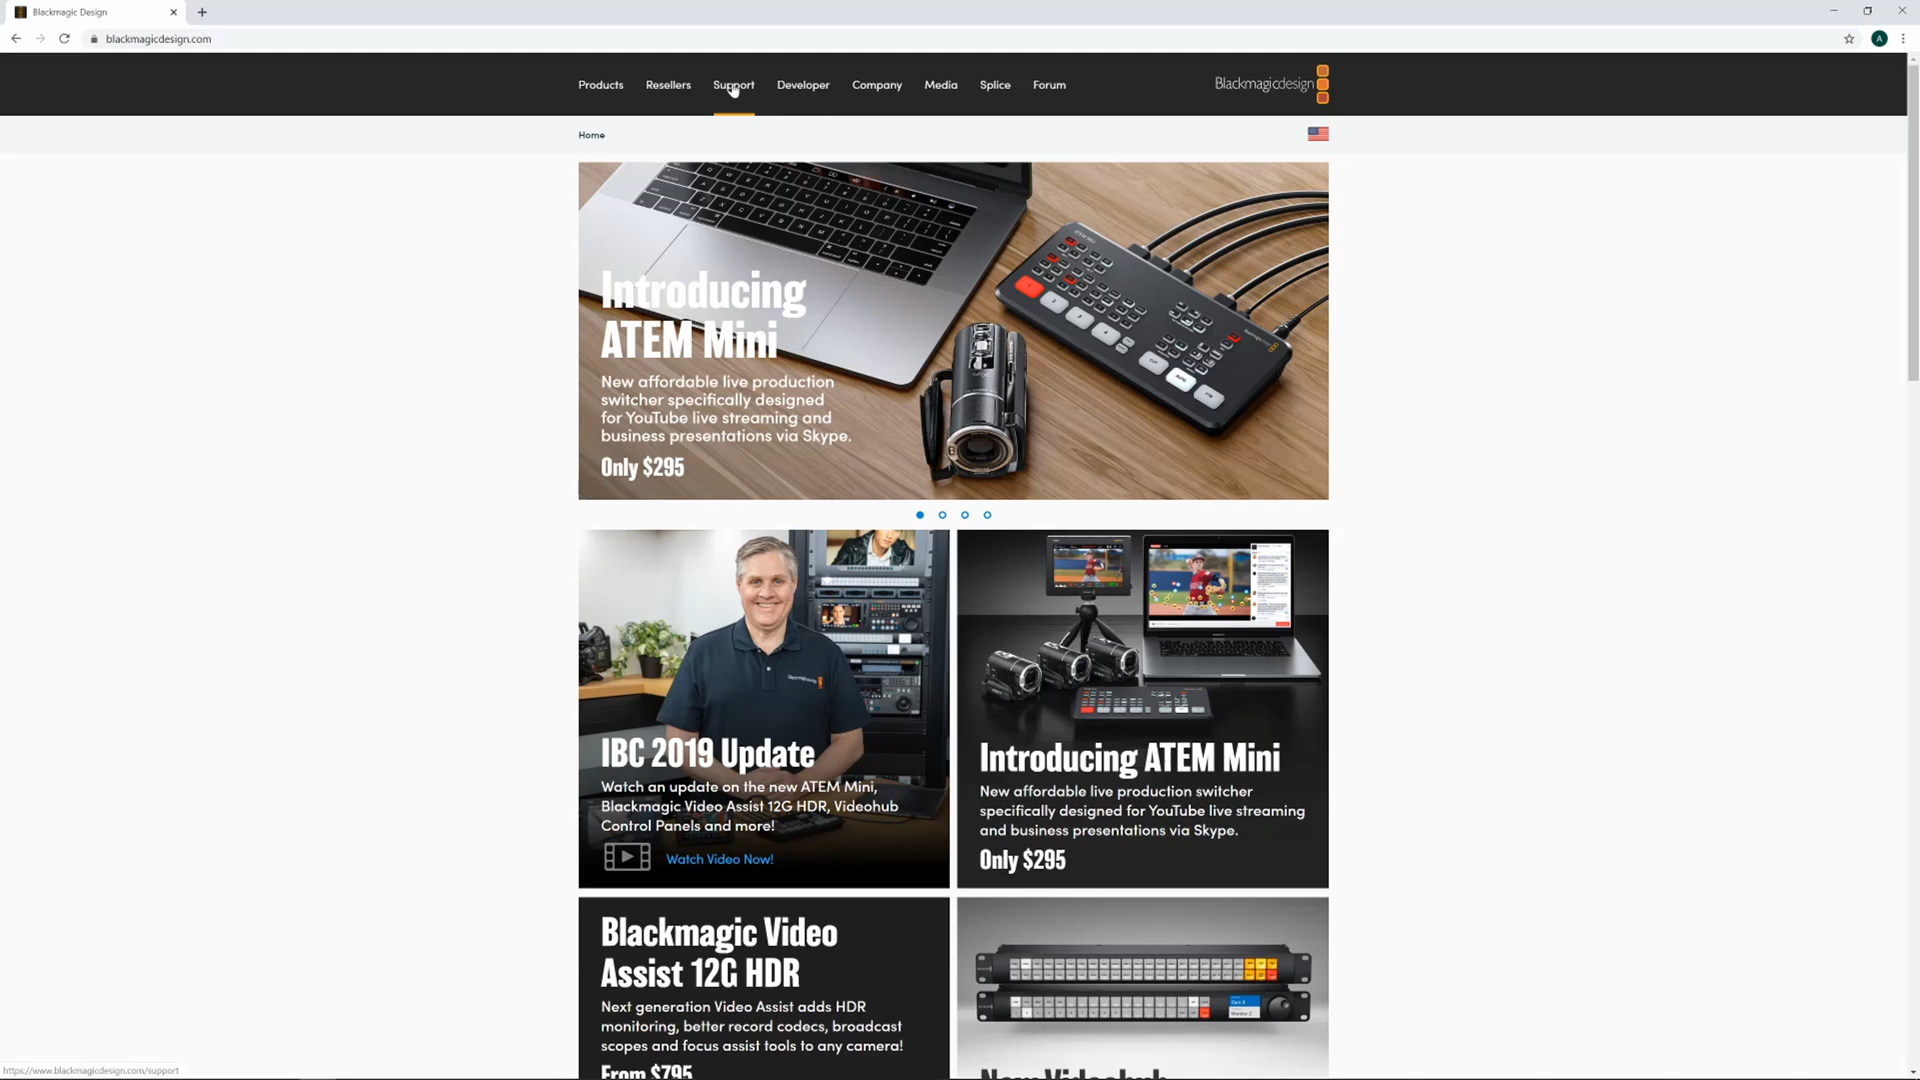 Blackmagic Design
blackmagicdesign.com
A
Products Resellers Support Developer Company Media Splice Forum
Blackmagicdesign
Home
Introducing
ATEM Mini
New affordable live production
switcher specifically designed
for YouTube live streaming and
business presentations via Skype.
Only $295
IBC 2019 Update
Watch an update on the new ATEM Mini,
Blackmagic Video Assist 12G HDR, Videohub
Control Panels and more!
Watch Video Now!
Introducing ATEM Mini
New affordable live production switcher
specifically designed for YouTube live streaming
and business presentations via Skype.
Only $295
Blackmagic Video
Assist 12G HDR
Next generation Video Assist adds HDR
monitoring, better record codecs, broadcast
scopes and focus assist tools to any camera!
From $795
New Videohub
https://www.blackmagicdesign.com/support